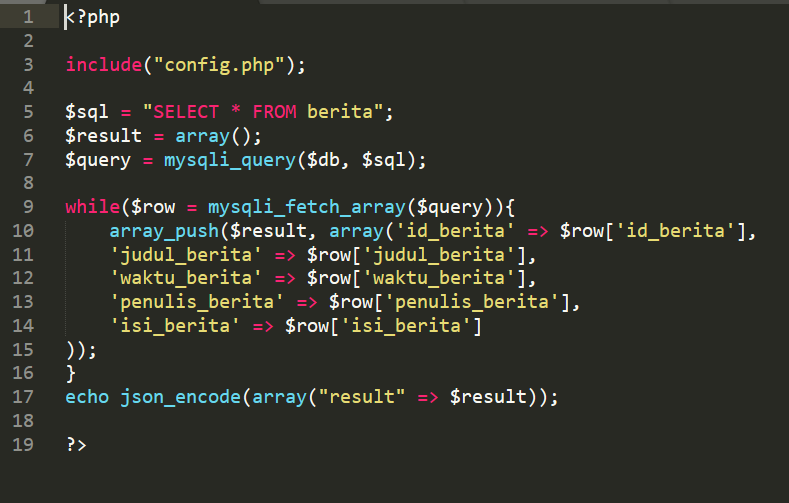 1 <?php
2
3 include("config.php");
4
5 $sql = "SELECT * FROM berita";
6 $result = array();
7 $query = mysqli_query($db, $sql);
8
9 while($row = mysqli_fetch_array($query)){
10 array_push($result, array('id_berita' => $row['id_berita'],
11 'judul_berita' => $row['judul_berita'],
12 'waktu_berita' => $row['waktu_berita'],
13 'penulis_berita' => $row['penulis_berita'],
14 'isi_berita' => $row['isi_berita']
15 ));
16 }
17 echo json_encode(array("result" => $result));
18
19 ?>